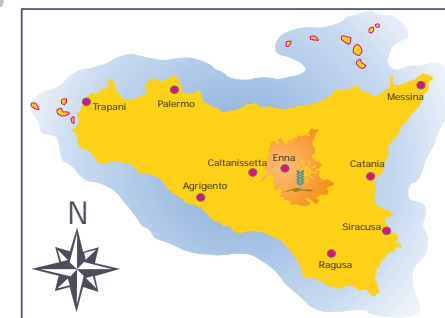 Messina
Trapani
Palermo
Enna
Caltanissetta
Catania
Agrigento
N
Siracusa
Ragusa